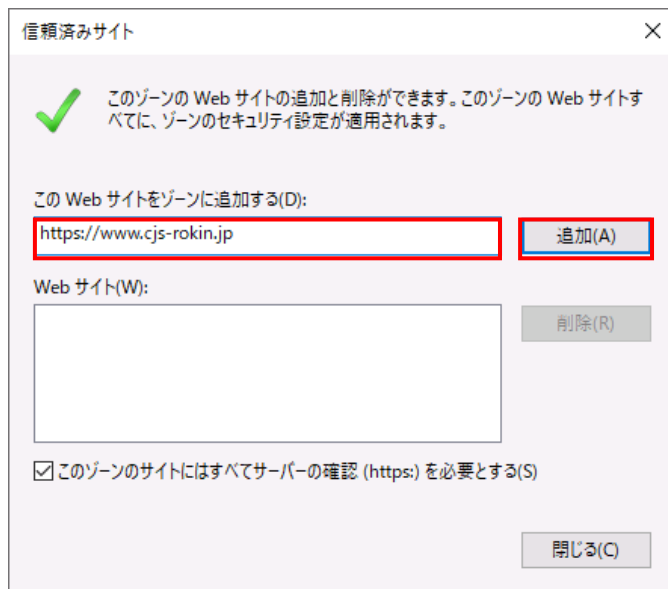 信頼済みサイト
このゾーンの Web サイトの追加と削除ができます。このゾーンの Web サイトす
べてに、ゾーンのセキュリティ設定が適用されます。
この Web サイトをゾーンに追加する(D):
https://www.cjs-rokin.jp
追加(A)
Web サイト(W):
削除(R)
このゾーンのサイトにはすべてサーバーの確認 (https:) を必要とする(S)
閉じる(C)